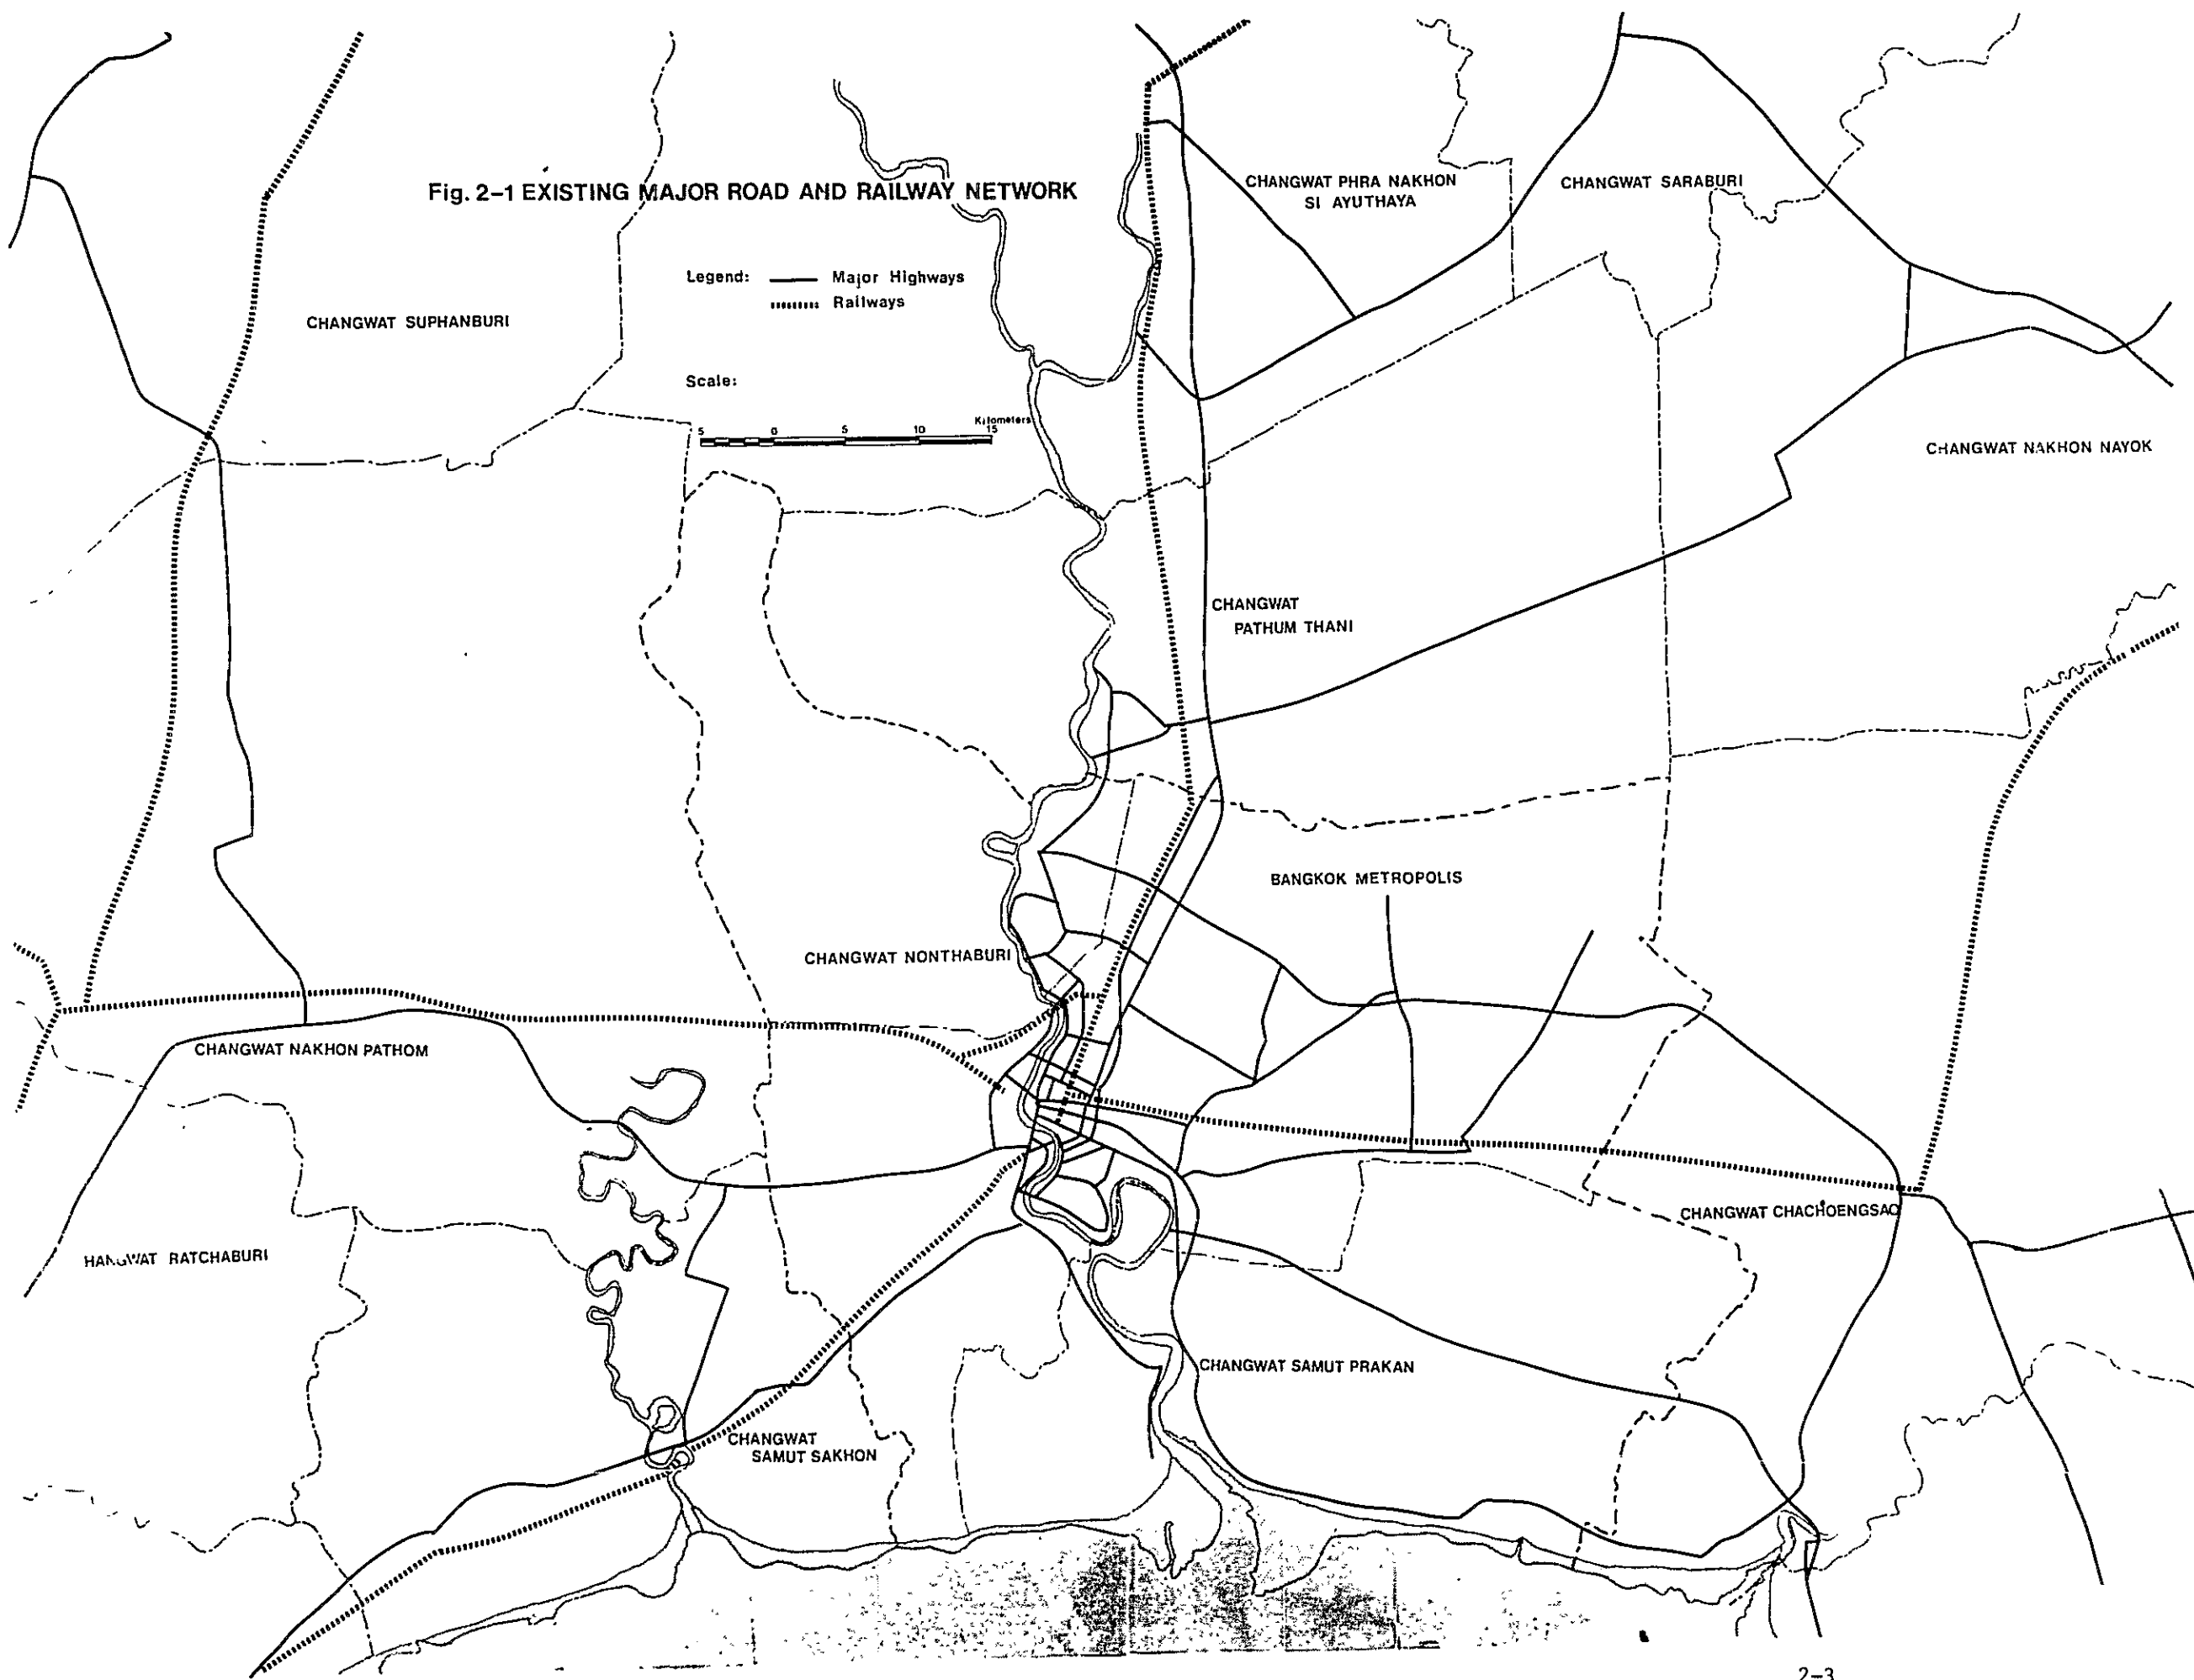 Fig. 2-1 EXISTING MAJOR ROAD AND RAILWAY NETWORK
CHANGWAT PHRA NAKHON
SI AYUTHAYA
CHANGWAT SARABURI
Legend: Major Highways
Railways
CHANGWAT SUPHANBURI
Scale:
Kilometers
5 0 5 10 15
CHANGWAT NAKHON NAYOK
CHANGWAT
PATHUM THANI
BANGKOK METROPOLIS
CHANGWAT NONTHABURI
CHANGWAT NAKHON PATHOM
CHANGWAT CHACHOENGSAO
HANGWAT RATCHABURI
CHANGWAT SAMUT PRAKAN
CHANGWAT
SAMUT SAKHON
2-3